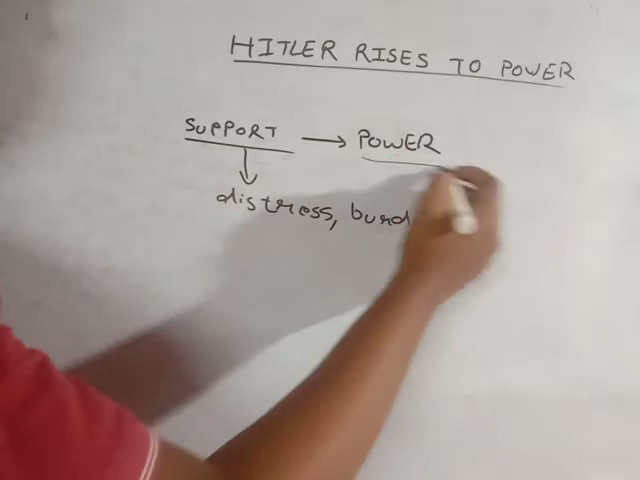 HITLER RISES TO POWER
SUPPORT → POWER
↓
distress,